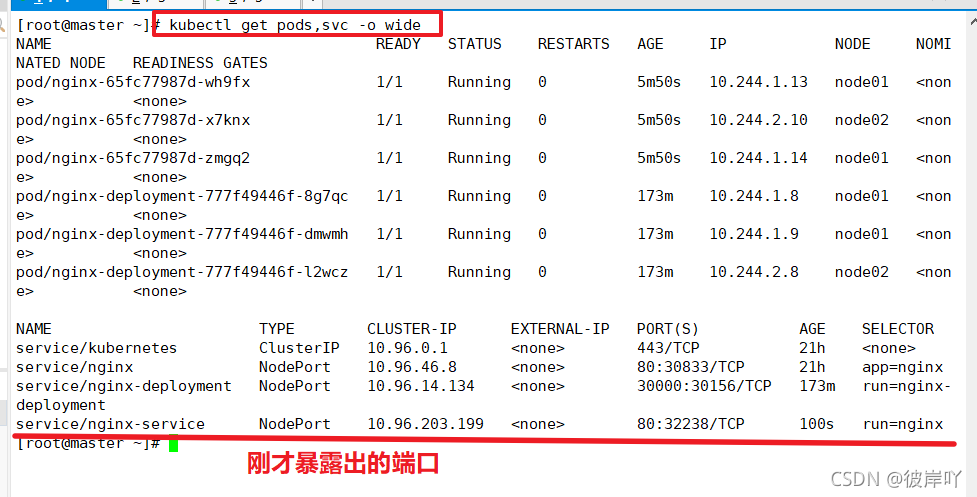 [root@master ~]# kubectl get pods,svc -o wide
NAME READY STATUS RESTARTS AGE IP NODE NOMI
NATED NODE READINESS GATES
pod/nginx-65fc77987d-wh9fx 1/1 Running 0 5m50s 10.244.1.13 node01 <non
e> <none>
pod/nginx-65fc77987d-x7knx 1/1 Running 0 5m50s 10.244.2.10 node02 <non
e> <none>
pod/nginx-65fc77987d-zmgq2 1/1 Running 0 5m50s 10.244.1.14 node01 <non
e> <none>
pod/nginx-deployment-777f49446f-8g7qc 1/1 Running 0 173m 10.244.1.8 node01 <non
e> <none>
pod/nginx-deployment-777f49446f-dmwmh 1/1 Running 0 173m 10.244.1.9 node01 <non
e> <none>
pod/nginx-deployment-777f49446f-l2wcz 1/1 Running 0 173m 10.244.2.8 node02 <non
e> <none>
NAME TYPE CLUSTER-IP EXTERNAL-IP PORT(S) AGE SELECTOR
service/kubernetes ClusterIP 10.96.0.1 <none> 443/TCP 21h <none>
service/nginx NodePort 10.96.46.8 <none> 80:30833/TCP 21h app=nginx
service/nginx-deployment NodePort 10.96.14.134 <none> 30000:30156/TCP 173m run=nginx-
deployment
service/nginx-service NodePort 10.96.203.199 <none> 80:32238/TCP 100s run=nginx
[root@master ~]#
刚才暴露出的端口
CSDN @彼岸吖